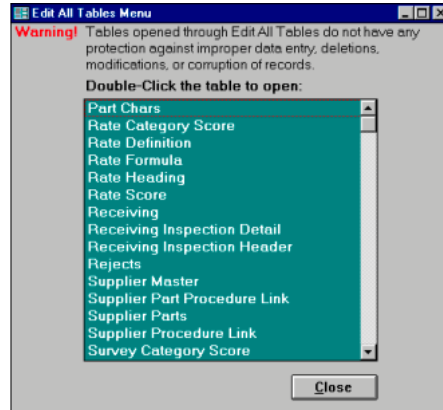 Edit All Tables Menu
Warning! Tables opened through Edit All Tables do not have any
protection against improper data entry, deletions,
modifications, or corruption of records.
Double-Click the table to open:
Part Chars
Rate Category Score
Rate Definition
Rate Formula
Rate Heading
Rate Score
Receiving
Receiving Inspection Detail
Receiving Inspection Header
Rejects
Supplier Master
Supplier Part Procedure Link
Supplier Parts
Supplier Procedure Link
Survey Category Score
Close